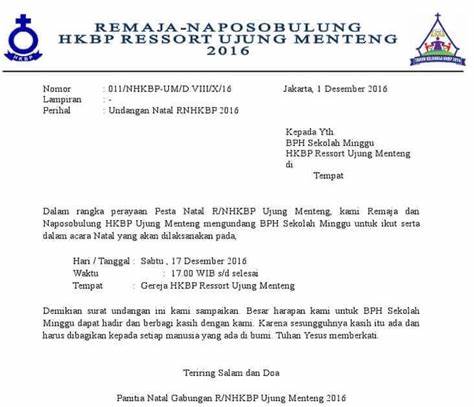 REMAJA-NAPOSOBULUNG
HKBP RESSORT UJUNG MENTENG
2016
Nomor : 011/NHKBP-UM/D.VIII/X/16 Jakarta, 1 Desember 2016
Lampiran : -
Perihal : Undangan Natal RNHKBP 2016
Kepada Yth
BPH Sekolah Minggu
HKBP Ressort Ujung Menteng
di
Tempat
Dalam rangka perayaan Pesta Natal R/NHKBP Ujung Menteng, kami Remaja dan
Naposobulung HKBP Ujung Menteng mengundang BPH Sekolah Minggu untuk ikut serta
dalam acara Natal yang akan dilaksanakan pada,
Hari / Tanggal : Sabtu , 17 Desember 2016
Waktu : 17.00 WIB s/d selesai
Tempat : Gereja HKBP Ressort Ujung Menteng
Demikian surat undangan ini kami sampaikan. Besar harapan kami untuk BPH Sekolah
Minggu dapat hadir dan berbagi kasih dengan kami. Karena sesungguhnya kasih itu ada dan
harus dibagikan kepada setiap manusia yang ada di bumi. Tuhan Yesus memberkati.
Teriring Salam dan Doa
Panitia Natal Gabungan R/NHKBP Ujung Menteng 2016